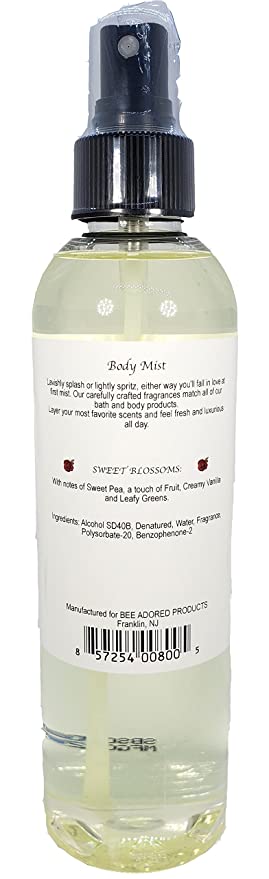 Body Mist
Lavishly splash or lightly spritz, either way you'll fall in love at
first mist. Our carefully crafted fragrances match all of our
bath and body products.
Layer your most favorite scents and feel fresh and luxurious
all day.
SWEET BLOSSOMS:
With notes of Sweet Pea, a touch of Fruit, Creamy Vanilla
and Leafy Greens.
Ingredients: Alcohol SD40B, Denatured, Water, Fragrance,
Polysorbate-20, Benzophenone-2
Manufactured for BEE ADORED PRODUCTS
Franklin, NJ
8 57254 00800 5